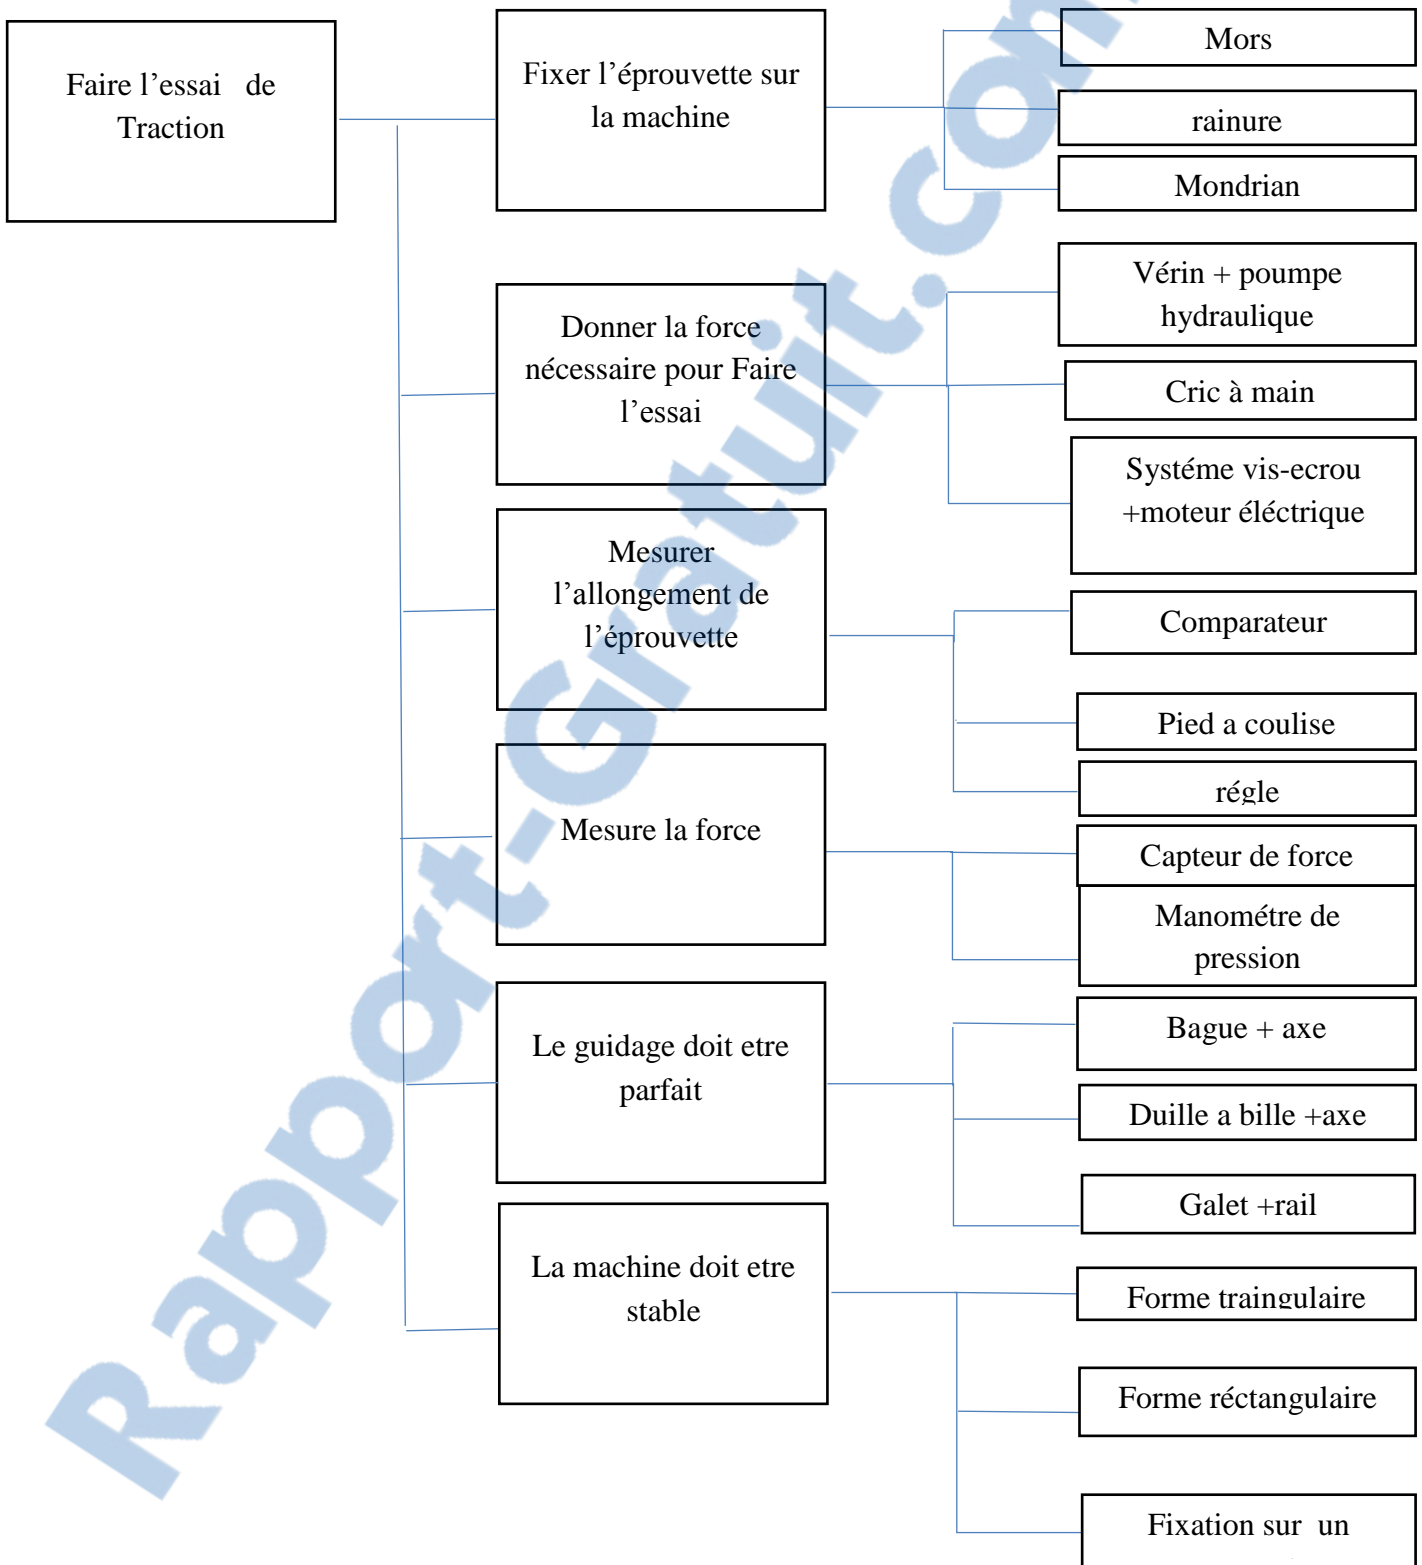 Faire l’essai de
Traction
Fixer l’éprouvette sur
la machine
Mors
rainure
Mondrian
Donner la force
nécessaire pour Faire
l’essai
Vérin + poumpe
hydraulique
Cric à main
Systéme vis-ecrou
+moteur éléctrique
Mesurer
l’allongement de
l’éprouvette
Comparateur
Pied a coulise
régle
Mesure la force
Capteur de force
Manométre de
pression
Le guidage doit etre
parfait
Bague + axe
Duille a bille +axe
Galet +rail
La machine doit etre
stable
Forme traingulaire
Forme réctangulaire
Fixation sur un
Rapport-Gratuit.com